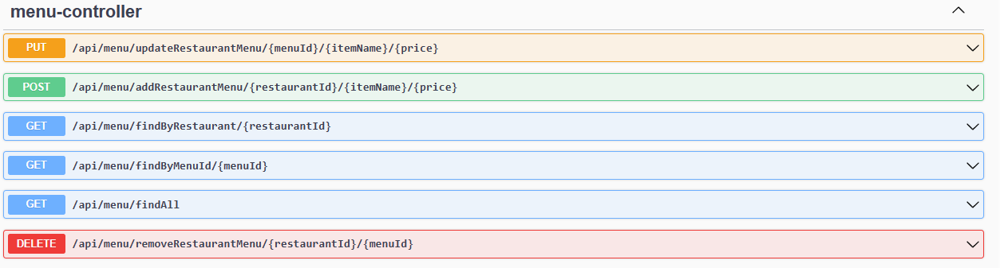 menu-controller
PUT /api/menu/updateRestaurantMenu/{menuId}/{itemName}/{price}
POST /api/menu/addRestaurantMenu/{restaurantId}/{itemName}/{price}
GET /api/menu/findByRestaurant/{restaurantId}
GET /api/menu/findByMenuId/{menuId}
GET /api/menu/findAll
DELETE /api/menu/removeRestaurantMenu/{restaurantId}/{menuId}